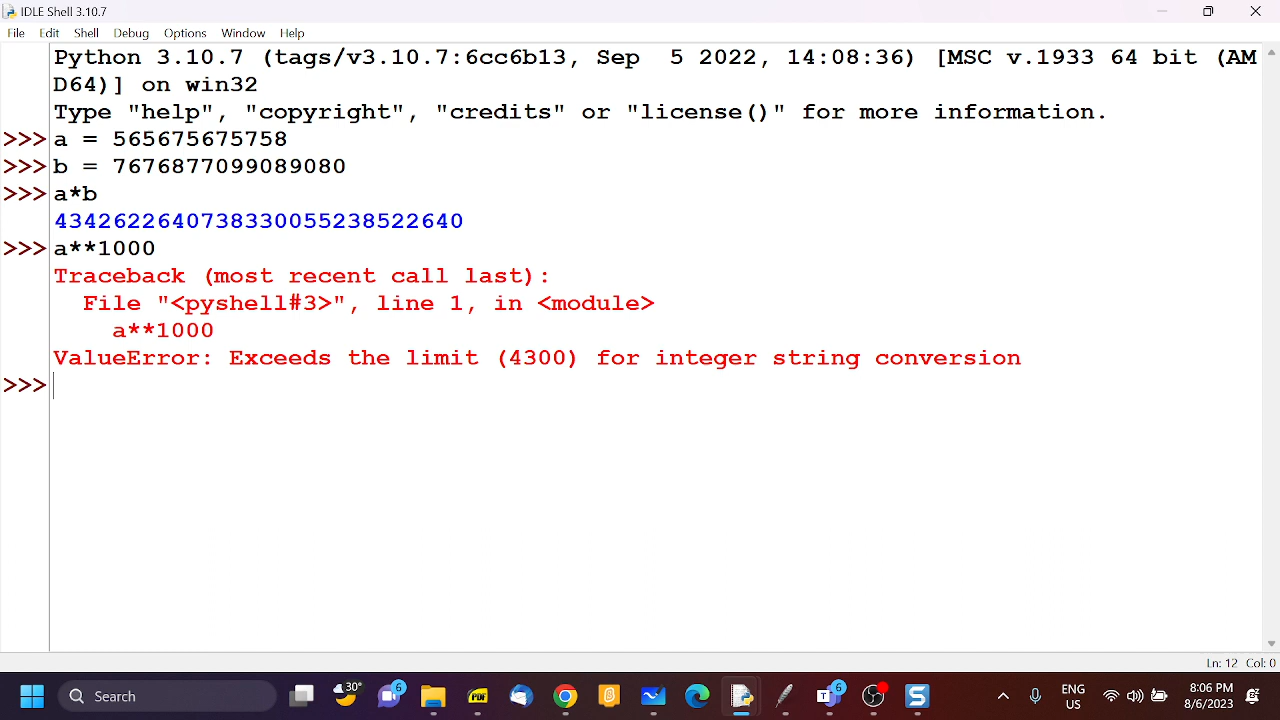 IDLE Shell 3.10.7
File Edit Shell Debug Options Window Help
Python 3.10.7 (tags/v3.10.7:6cc6b13, Sep  5 2022, 14:08:36) [MSC v.1933 64 bit (AM
D64)] on win32
Type "help", "copyright", "credits" or "license()" for more information.
>>> a = 565675675758
>>> b = 7676877099089080
>>> a*b
4342622640738330055238522640
>>> a**1000
Traceback (most recent call last):
  File "<pyshell#3>", line 1, in <module>
    a**1000
ValueError: Exceeds the limit (4300) for integer string conversion
>>>
Ln: 12 Col: 0
Search 30° 6 PDF 6 S ENG 8:06 PM
US 8/6/2023